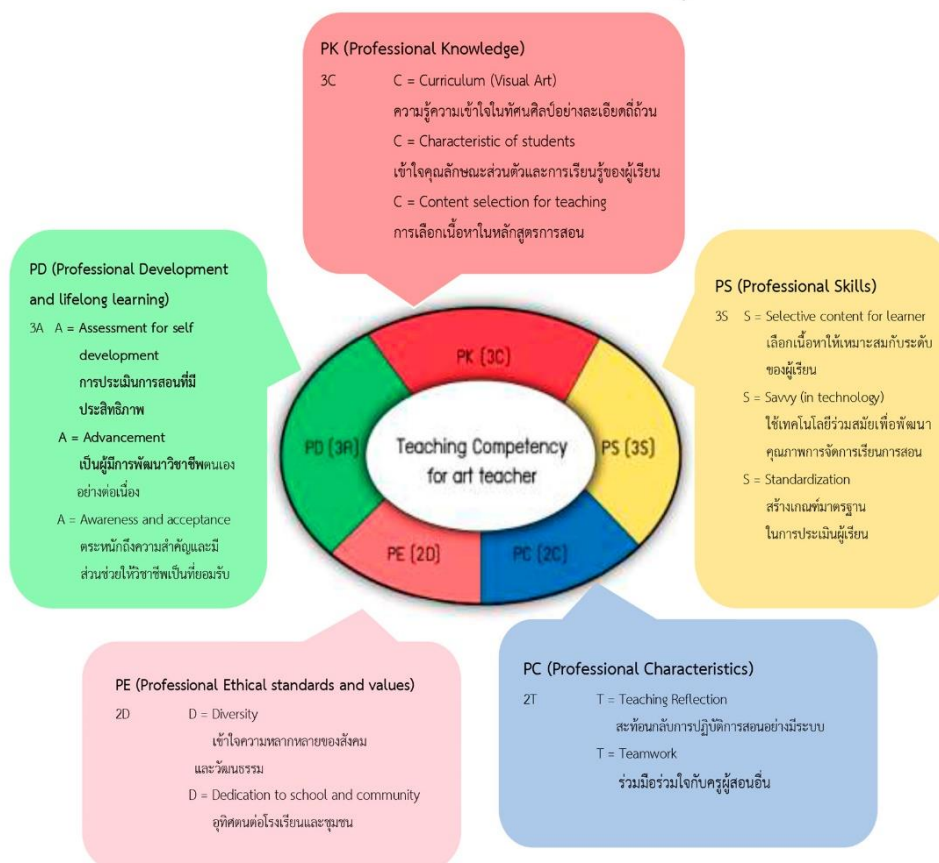 PK (Professional Knowledge)
3C C = Curriculum (Visual Art)
ความรู้ความเข้าใจในทัศนศิลป์อย่างละเอียดถี่ถ้วน
C = Characteristic of students
เข้าใจคุณลักษณะส่วนตัวและการเรียนรู้ของผู้เรียน
C = Content selection for teaching
การเลือกเนื้อหาในหลักสูตรการสอน
PD (Professional Development
and lifelong learning)
3A A = Assessment for self
development
การประเมินการสอนที่มี
ประสิทธิภาพ
A = Advancement
เป็นผู้มีการพัฒนาวิชาชีพตนเอง
อย่างต่อเนื่อง
A = Awareness and acceptance
ตระหนักถึงความสำคัญและมี
ส่วนช่วยให้วิชาชีพเป็นที่ยอมรับ
PS (Professional Skills)
3S S = Selective content for learner
เลือกเนื้อหาให้เหมาะสมกับระดับ
ของผู้เรียน
S = Savvy (in technology)
ใช้เทคโนโลยีร่วมสมัยเพื่อพัฒนา
คุณภาพการจัดการเรียนการสอน
S = Standardization
สร้างเกณฑ์มาตรฐาน
ในการประเมินผู้เรียน
PK (3C)
PD (3A)
Teaching Competency
for art teacher
PS (3S)
PE (2D)
PC (2C)
PE (Professional Ethical standards and values)
2D D = Diversity
เข้าใจความหลากหลายของสังคม
และวัฒนธรรม
D = Dedication to school and community
อุทิศตนต่อโรงเรียนและชุมชน
PC (Professional Characteristics)
2T T = Teaching Reflection
สะท้อนกลับการปฏิบัติการสอนอย่างมีระบบ
T = Teamwork
ร่วมมือร่วมใจกับครูผู้สอนอื่น